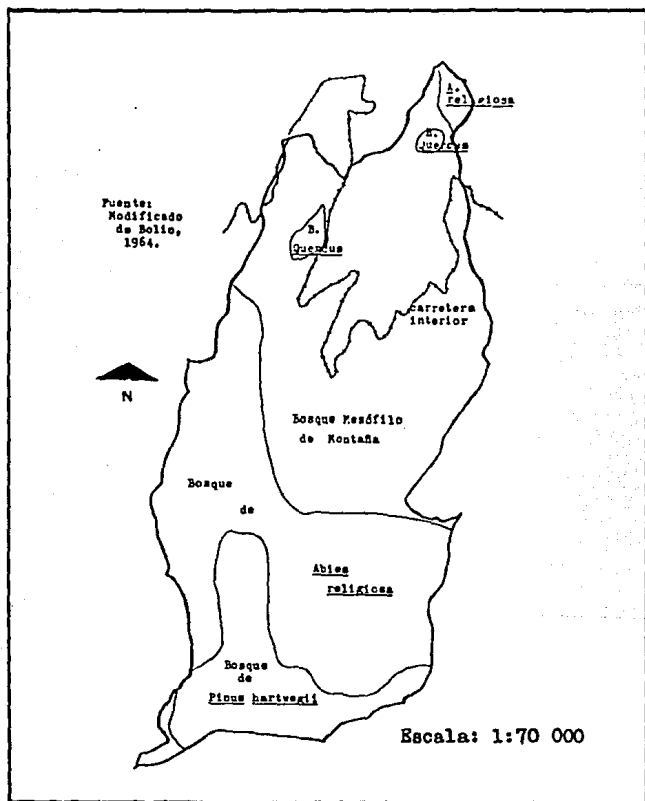 A.
religiosa
B.
Quercus
Fuente:
Modificado
de Bolio,
1964.
B.
Quercus
carretera
interior
N
Bosque Mesófilo
de Montaña
Bosque
de
Abies
religiosa
Bosque
de
Pinus hartwegii
Escala: 1:70 000